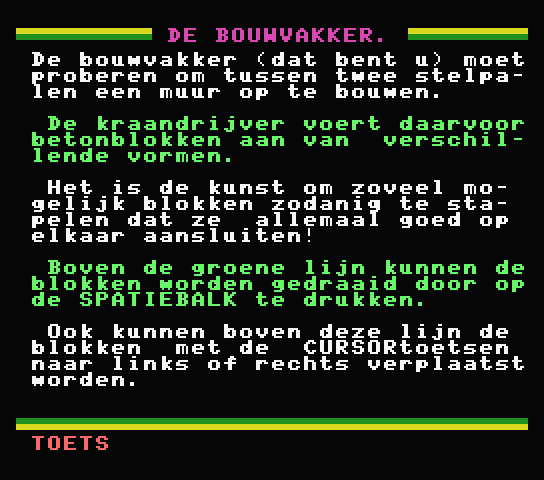 DE BOUWVAKKER.
De bouwvakker (dat bent u) moet
proberen om tussen twee stelpa-
len een muur op te bouwen.
De kraandrijver voert daarvoor
betonblokken aan van  verschil-
lende vormen.
Het is de kunst om zoveel mo-
gelijk blokken zodanig te sta-
pelen dat ze  allemaal goed op
elkaar aansluiten!
Boven de groene lijn kunnen de
blokken worden gedraaid door op
de SPATIEBALK te drukken.
Ook kunnen boven deze lijn de
blokken  met de  CURSORtoetsen
naar links of rechts verplaatst
worden.
TOETS